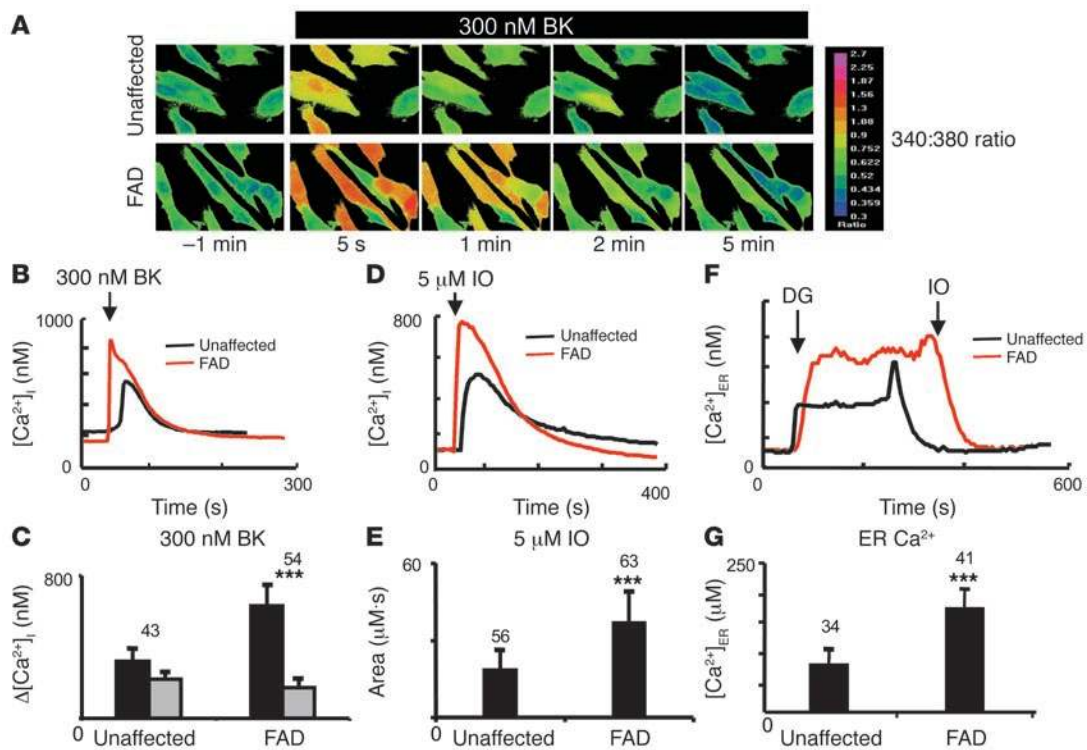 A
300 nM BK
Unaffected
FAD
−1 min
5 s
1 min
2 min
5 min
2.7
2.25
1.87
1.56
1.3
1.08
0.9
0.752
0.622
0.52
0.434
0.359
0.3
Ratio
340:380 ratio
B
300 nM BK
1000
Unaffected
FAD
[Ca²⁺]ᵢ (nM)
0
300
Time (s)
D
5 μM IO
800
Unaffected
FAD
[Ca²⁺]ᵢ (nM)
0
400
Time (s)
F
DG
IO
Unaffected
FAD
[Ca²⁺]ER (nM)
0
0
600
Time (s)
C
300 nM BK
800
54
***
43
Δ[Ca²⁺]ᵢ (nM)
0
Unaffected
FAD
E
5 μM IO
60
63
***
56
Area (μM·s)
0
Unaffected
FAD
G
ER Ca²⁺
250
41
***
34
[Ca²⁺]ER (μM)
0
Unaffected
FAD